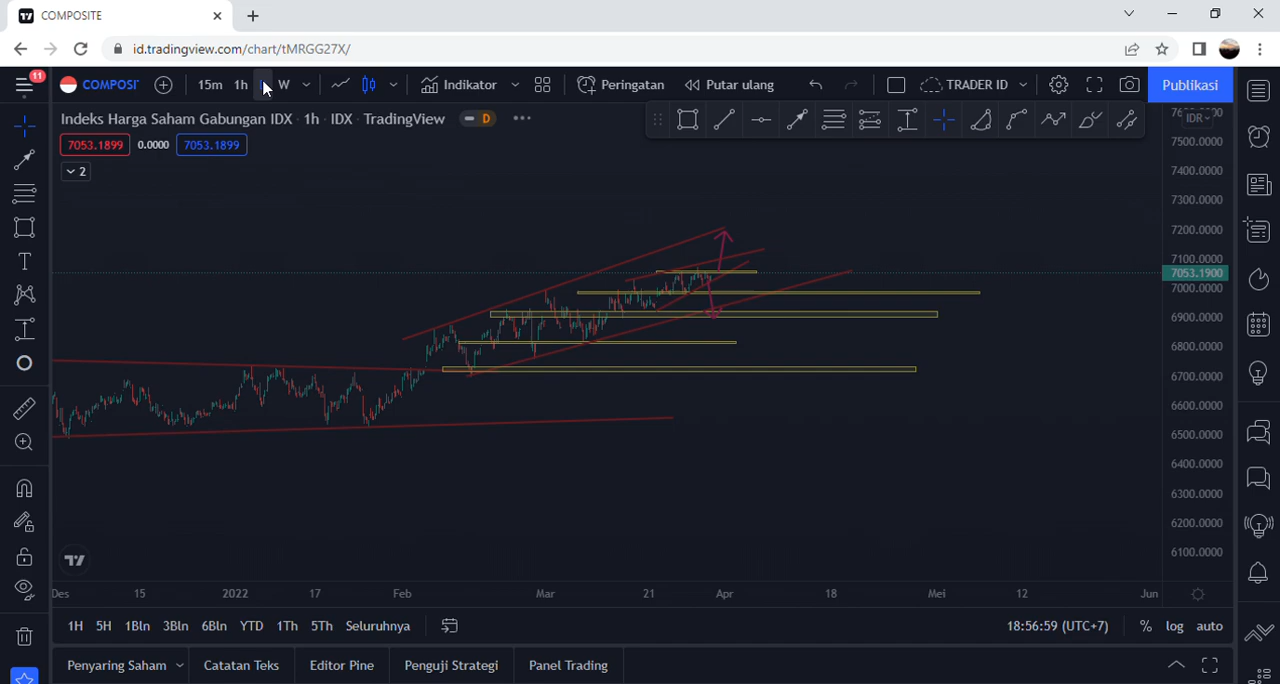 COMPOSITE
id.tradingview.com/chart/tMRGG27X/
11
COMPOSI
15m 1h W Indikator Peringatan Putar ulang TRADER ID Publikasi
Indeks Harga Saham Gabungan IDX · 1h · IDX · TradingView D
7053.1899 0.0000 7053.1899
2
IDR
7500.0000
7400.0000
7300.0000
7200.0000
7100.0000
7053.1900
7000.0000
6900.0000
6800.0000
6700.0000
6600.0000
6500.0000
6400.0000
6300.0000
6200.0000
6100.0000
Des 15 2022 17 Feb Mar 21 Apr 18 Mei 12 Jun
1H 5H 1Bln 3Bln 6Bln YTD 1Th 5Th Seluruhnya 18:56:59 (UTC+7) % log auto
Penyaring Saham Catatan Teks Editor Pine Penguji Strategi Panel Trading